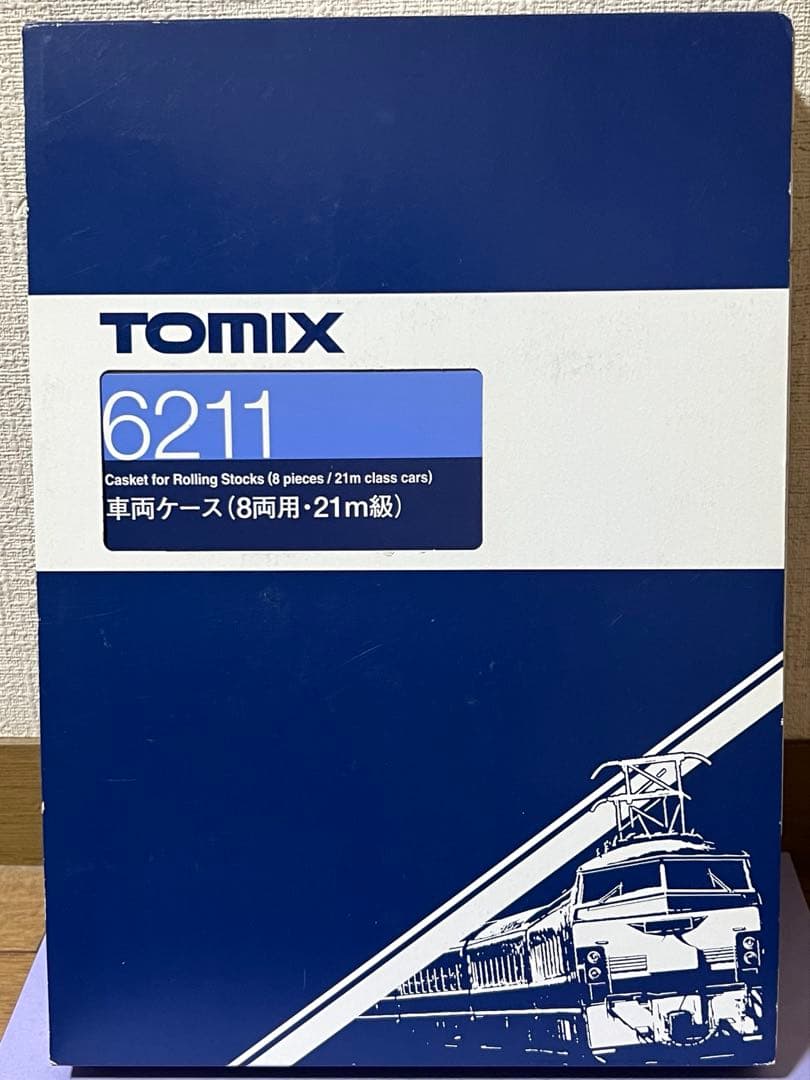 TOMIX
6211
Casket for Rolling Stocks (8 pieces / 21m class cars)
車両ケース(8両用・21m級)